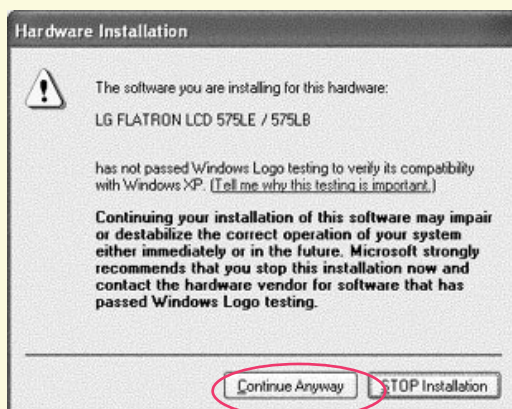 Hardware Installation
The software you are installing for this hardware:
LG FLATRON LCD 575LE / 575LB
has not passed Windows Logo testing to verify its compatibility
with Windows XP. (Tell me why this testing is important.)
Continuing your installation of this software may impair
or destabilize the correct operation of your system
either immediately or in the future. Microsoft strongly
recommends that you stop this installation now and
contact the hardware vendor for software that has
passed Windows Logo testing.
Continue Anyway STOP Installation